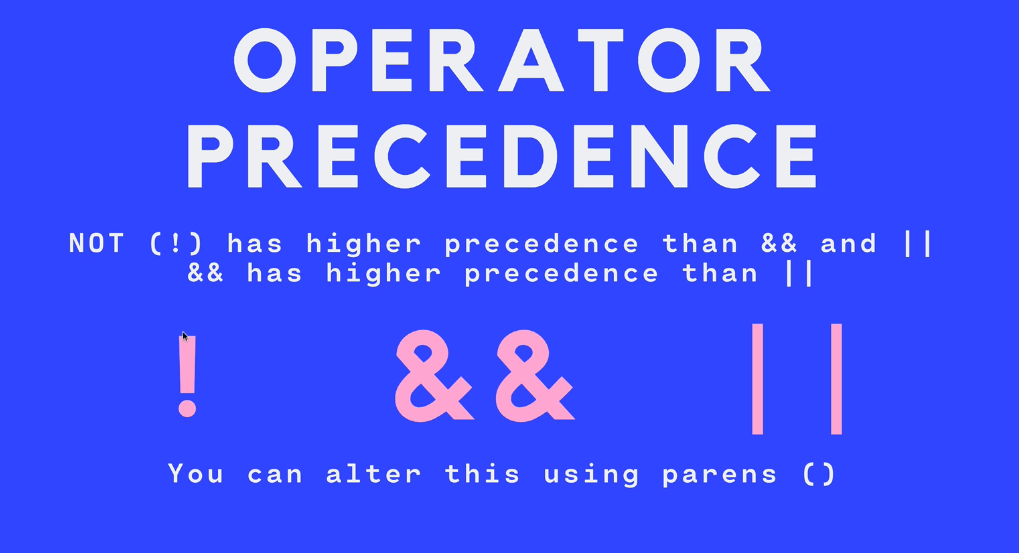 OPERATOR
PRECEDENCE
NOT (!) has higher precedence than && and ||
&& has higher precedence than ||
! && ||
You can alter this using parens ()